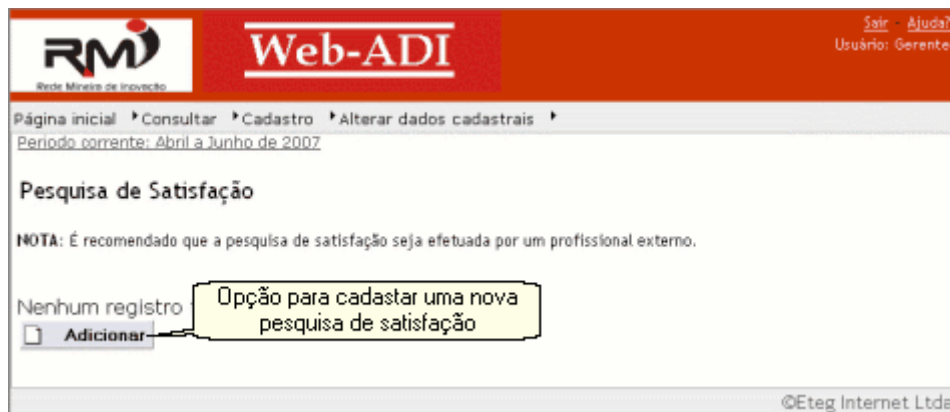 RMI
Rede Mineira de Inovação
Web-ADI
Sair - Ajuda?
Usuário: Gerente
Página inicial Consultar Cadastro Alterar dados cadastrais
Periodo corrente: Abril a Junho de 2007
Pesquisa de Satisfação
NOTA: É recomendado que a pesquisa de satisfação seja efetuada por um profissional externo.
Nenhum registro
Opção para cadastar uma nova
pesquisa de satisfação
Adicionar
©Eteg Internet Ltda